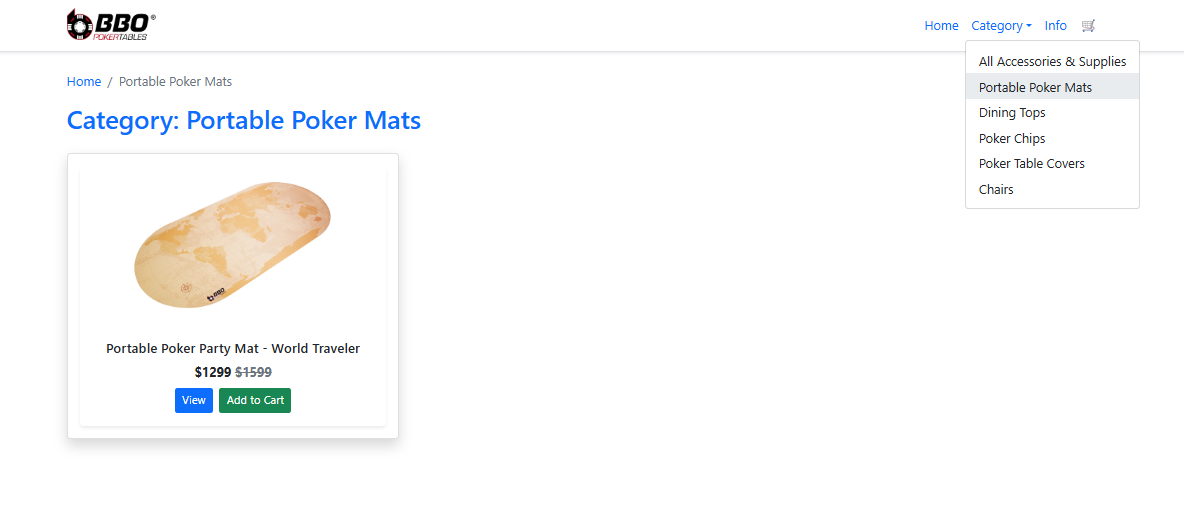 BBO®
POKERTABLES
Home Category Info
All Accessories & Supplies
Portable Poker Mats
Dining Tops
Poker Chips
Poker Table Covers
Chairs
Home / Portable Poker Mats
Category: Portable Poker Mats
BBO
Portable Poker Party Mat - World Traveler
$1299 $1599
View Add to Cart